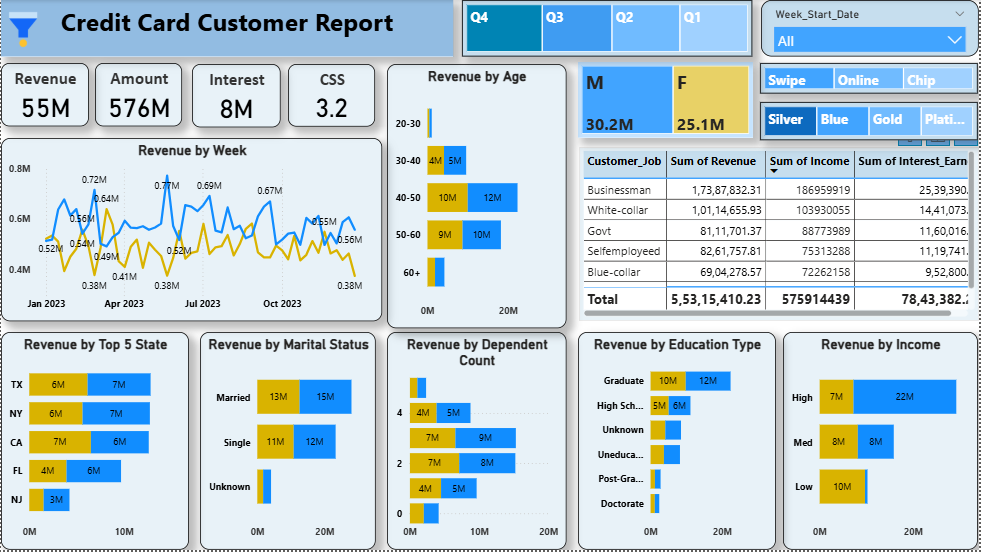 Credit Card Customer Report
Q4 Q3 Q2 Q1
Week_Start_Date
All
Revenue
55M
Amount
576M
Interest
8M
CSS
3.2
M
30.2M
F
25.1M
Swipe Online Chip
Silver Blue Gold Plati...
Revenue by Week
0.8M
0.6M
0.4M
0.72M
0.77M
0.69M
0.67M
0.64M
0.56M
0.55M
0.52M
0.54M
0.49M
0.52M
0.56M
0.38M
0.41M
0.38M
0.38M
Jan 2023 Apr 2023 Jul 2023 Oct 2023
Revenue by Age
20-30
30-40 4M 5M
40-50 10M 12M
50-60 9M 10M
60+
0M 20M
Customer_Job Sum of Revenue Sum of Income Sum of Interest_Earn
Businessman 1,73,87,832.31 186959919 25,39,390.
White-collar 1,01,14,655.93 103930055 14,41,073.
Govt 81,11,701.37 88773989 11,60,016.
Selfemployeed 82,61,757.81 75313288 11,19,741.
Blue-collar 69,04,278.57 72262158 9,52,800.
Total 5,53,15,410.23 575914439 78,43,382.
Revenue by Top 5 State
TX 6M 7M
NY 6M 7M
CA 7M 6M
FL 4M 6M
NJ 3M
0M 10M
Revenue by Marital Status
Married 13M 15M
Single 11M 12M
Unknown
0M 20M
Revenue by Dependent
Count
4 4M 5M
7M 9M
2 7M 8M
4M 5M
0
0M 10M 20M
Revenue by Education Type
Graduate 10M 12M
High Sch... 5M 6M
Unknown
Uneduca...
Post-Gra...
Doctorate
0M 20M
Revenue by Income
High 7M 22M
Med 8M 8M
Low 10M
0M 20M